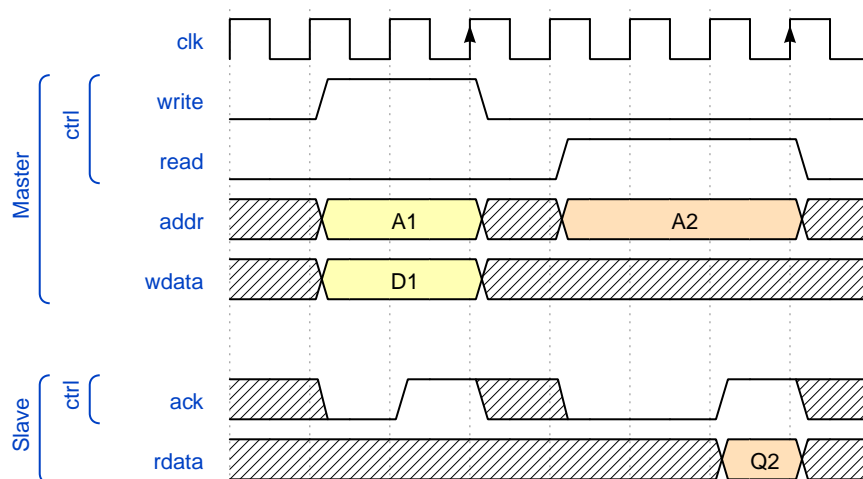 clk
Master
ctrl
write
read
addr A1 A2
wdata D1
Slave
ctrl
ack
rdata Q2